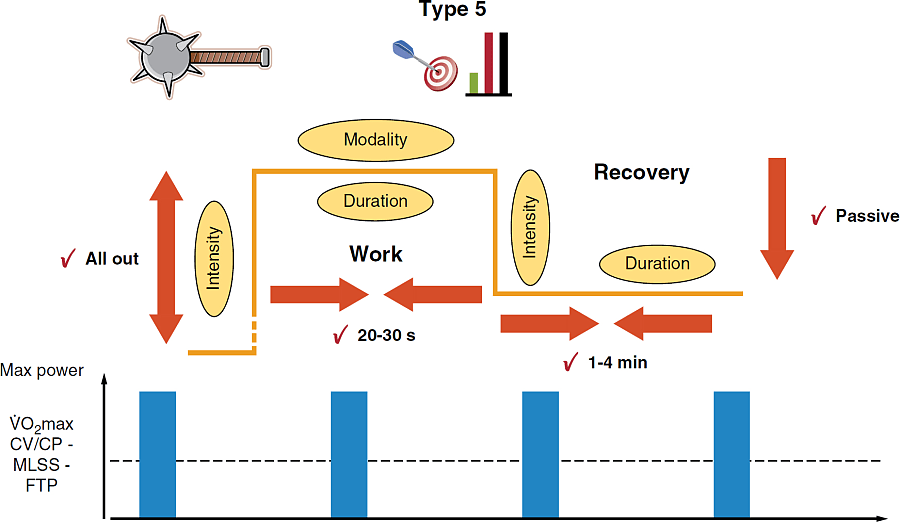 Type 5
Modality
Duration
Intensity
Work
✓ All out
✓ 20-30 s
Recovery
Intensity
Duration
✓ Passive
✓ 1-4 min
Max power
V̇O₂max
CV/CP -
MLSS -
FTP